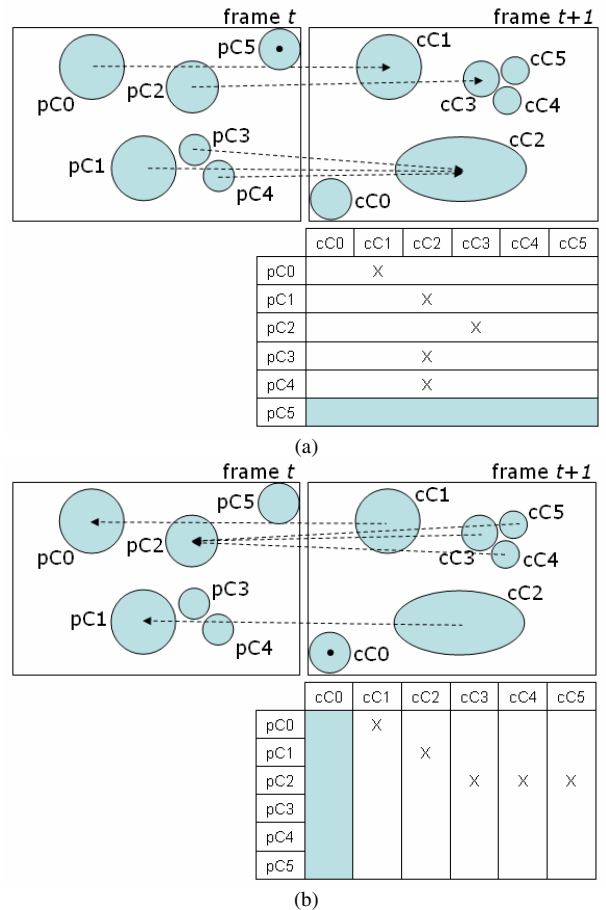 frame t
frame t+1
pC5
cC1
cC5
pC0
pC2
cC3
cC4
pC3
cC2
pC1
pC4
cC0
cC0 cC1 cC2 cC3 cC4 cC5
pC0 X
pC1 X
pC2 X
pC3 X
pC4 X
pC5
(a)
frame t
frame t+1
pC5
cC1
cC5
pC0
pC2
cC3
cC4
pC3
cC2
pC1
pC4
cC0
cC0 cC1 cC2 cC3 cC4 cC5
pC0 X
pC1 X
pC2 X X X
pC3
pC4
pC5
(b)